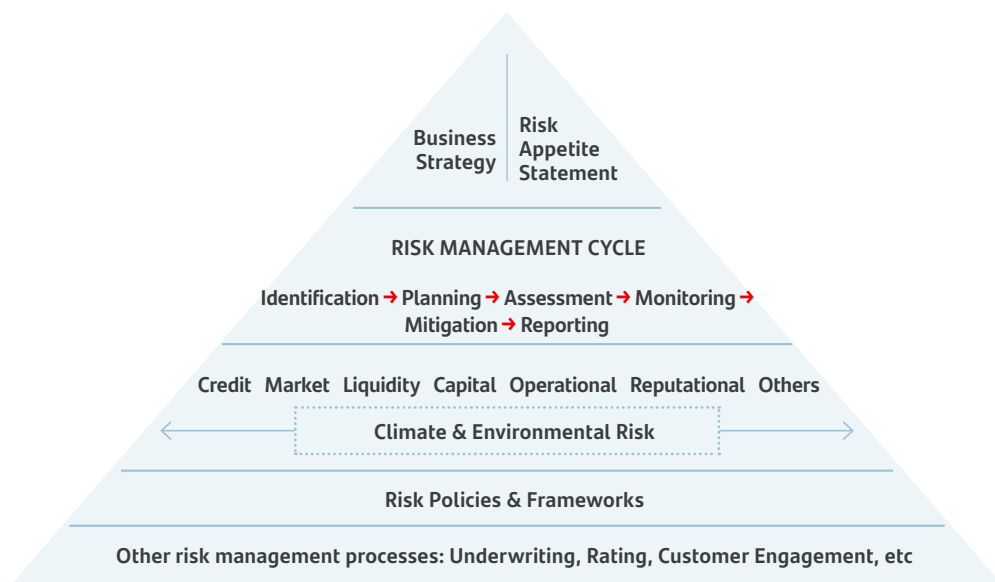 Business
Strategy
Risk
Appetite
Statement
RISK MANAGEMENT CYCLE
Identification → Planning → Assessment → Monitoring →
Mitigation → Reporting
Credit Market Liquidity Capital Operational Reputational Others
Climate & Environmental Risk
Risk Policies & Frameworks
Other risk management processes: Underwriting, Rating, Customer Engagement, etc